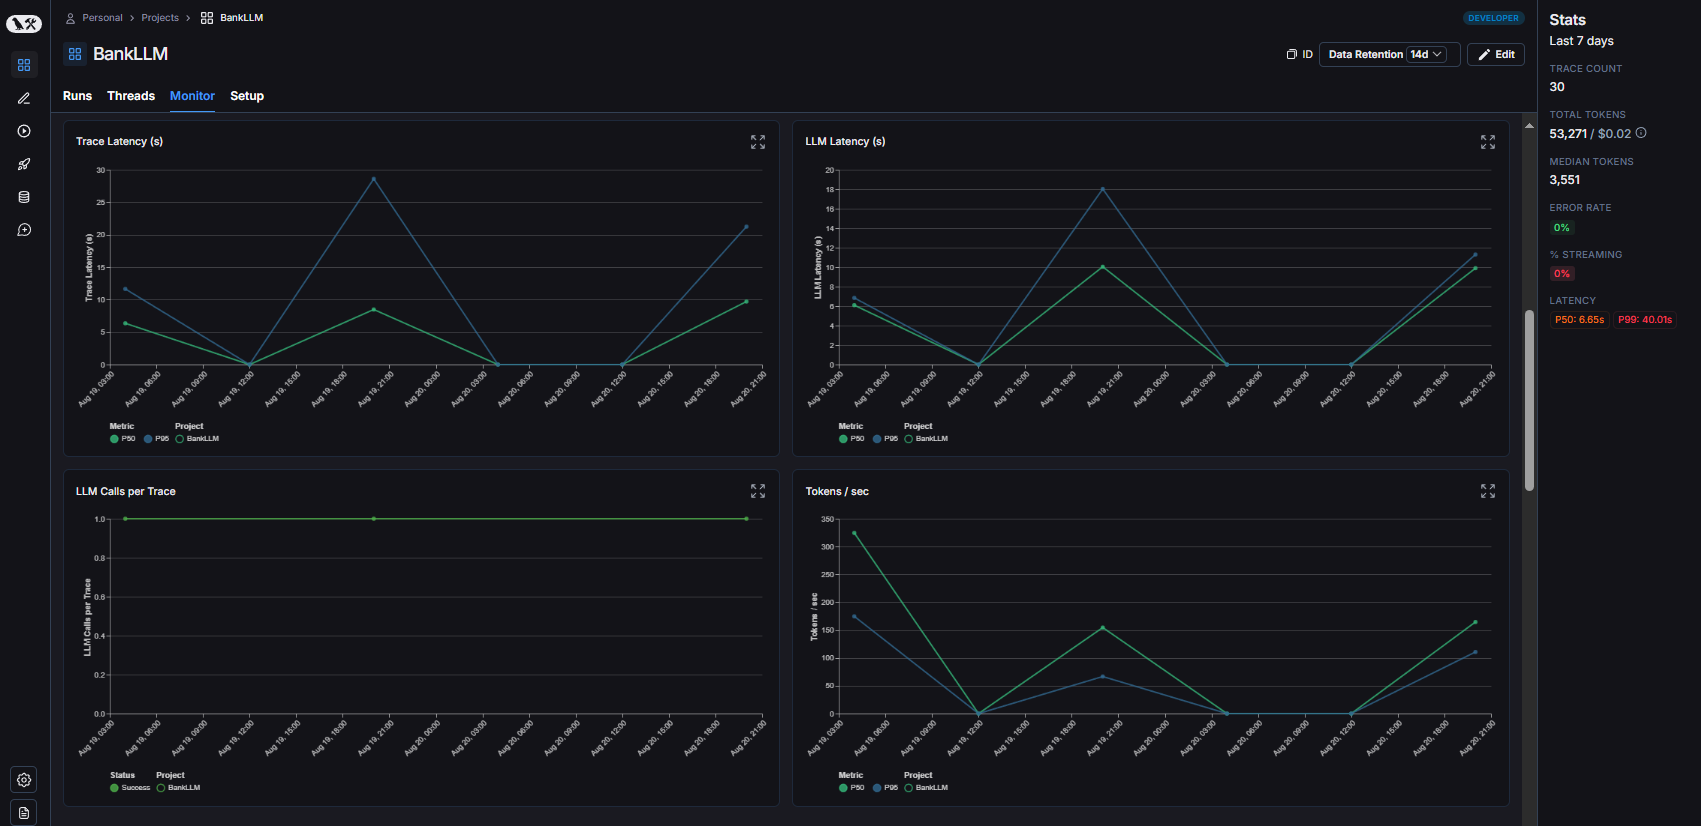 Personal > Projects > BankLLM
DEVELOPER
BankLLM
ID
Data Retention 14d
Edit
Runs Threads Monitor Setup
Trace Latency (s)
Trace Latency (s)
30
25
20
15
10
5
0
Aug 19, 03:00
Aug 19, 06:00
Aug 19, 09:00
Aug 19, 12:00
Aug 19, 15:00
Aug 19, 18:00
Aug 19, 21:00
Aug 20, 00:00
Aug 20, 03:00
Aug 20, 06:00
Aug 20, 09:00
Aug 20, 12:00
Aug 20, 15:00
Aug 20, 18:00
Aug 20, 21:00
Metric Project
P50 P95 BankLLM
LLM Latency (s)
LLM Latency (s)
20
18
16
14
12
10
8
6
4
2
0
Aug 19, 03:00
Aug 19, 06:00
Aug 19, 09:00
Aug 19, 12:00
Aug 19, 15:00
Aug 19, 18:00
Aug 19, 21:00
Aug 20, 00:00
Aug 20, 03:00
Aug 20, 06:00
Aug 20, 09:00
Aug 20, 12:00
Aug 20, 15:00
Aug 20, 18:00
Aug 20, 21:00
Metric Project
P50 P95 BankLLM
LLM Calls per Trace
LLM Calls per Trace
1.0
0.8
0.6
0.4
0.2
0.0
Aug 19, 03:00
Aug 19, 06:00
Aug 19, 09:00
Aug 19, 12:00
Aug 19, 15:00
Aug 19, 18:00
Aug 19, 21:00
Aug 20, 00:00
Aug 20, 03:00
Aug 20, 06:00
Aug 20, 09:00
Aug 20, 12:00
Aug 20, 15:00
Aug 20, 18:00
Aug 20, 21:00
Status Project
Success BankLLM
Tokens / sec
Tokens / sec
350
300
250
200
150
100
50
0
Aug 19, 03:00
Aug 19, 06:00
Aug 19, 09:00
Aug 19, 12:00
Aug 19, 15:00
Aug 19, 18:00
Aug 19, 21:00
Aug 20, 00:00
Aug 20, 03:00
Aug 20, 06:00
Aug 20, 09:00
Aug 20, 12:00
Aug 20, 15:00
Aug 20, 18:00
Aug 20, 21:00
Metric Project
P50 P95 BankLLM
Stats
Last 7 days
TRACE COUNT
30
TOTAL TOKENS
53,271 / $0.02
MEDIAN TOKENS
3,551
ERROR RATE
0%
% STREAMING
0%
LATENCY
P50: 6.65s P99: 40.01s